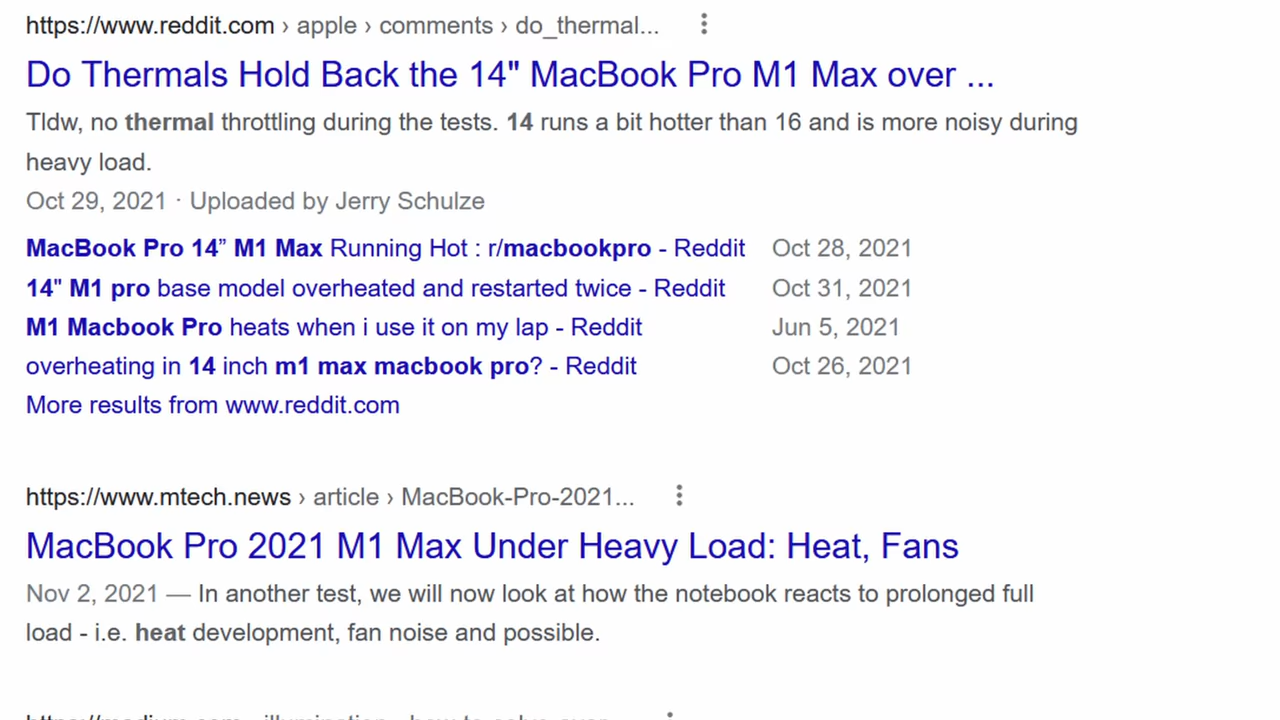 https://www.reddit.com › apple › comments › do_thermal...
Do Thermals Hold Back the 14" MacBook Pro M1 Max over ...
Tldw, no thermal throttling during the tests. 14 runs a bit hotter than 16 and is more noisy during
heavy load.
Oct 29, 2021 · Uploaded by Jerry Schulze
MacBook Pro 14” M1 Max Running Hot : r/macbookpro - Reddit Oct 28, 2021
14" M1 pro base model overheated and restarted twice - Reddit Oct 31, 2021
M1 Macbook Pro heats when i use it on my lap - Reddit Jun 5, 2021
overheating in 14 inch m1 max macbook pro? - Reddit Oct 26, 2021
More results from www.reddit.com
https://www.mtech.news › article › MacBook-Pro-2021...
MacBook Pro 2021 M1 Max Under Heavy Load: Heat, Fans
Nov 2, 2021 — In another test, we will now look at how the notebook reacts to prolonged full
load - i.e. heat development, fan noise and possible.